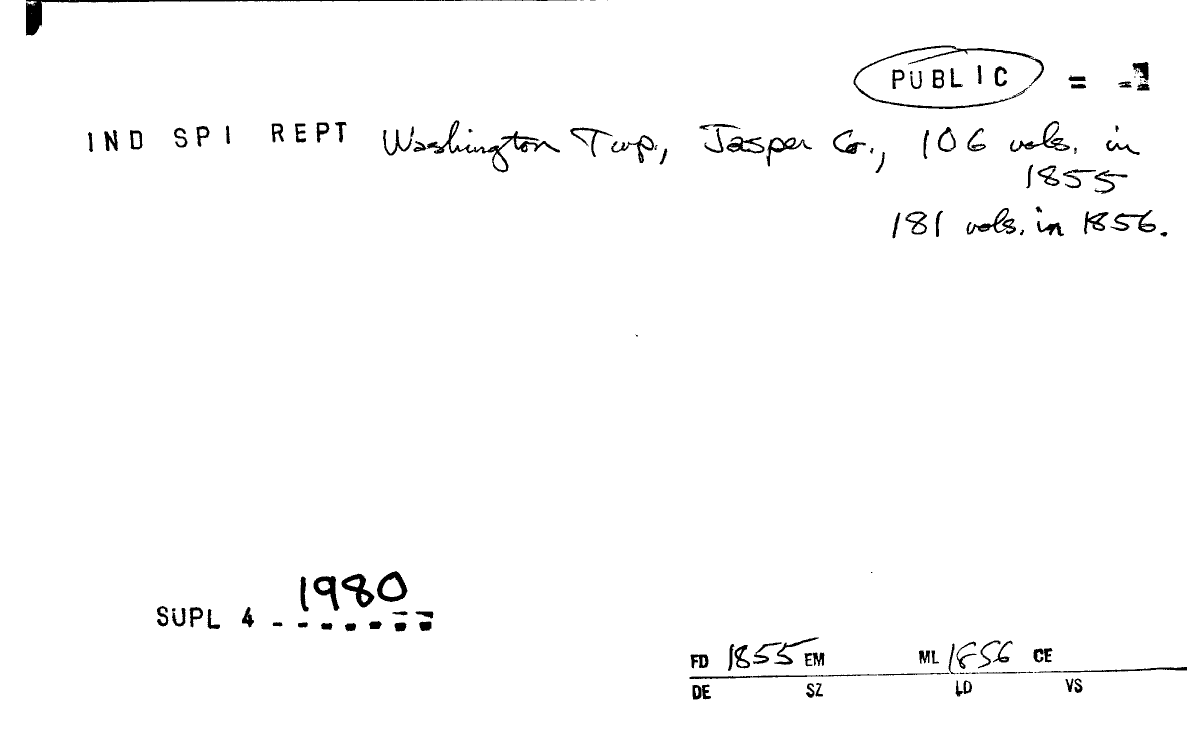 PUBLIC =
IND SPI REPT Washington Twp., Jasper Co., 106 vols. in
1855
181 vols. in 1856.
1980
SUPL 4
FD 1855 EM ML 1856 CE
DE SZ LD VS